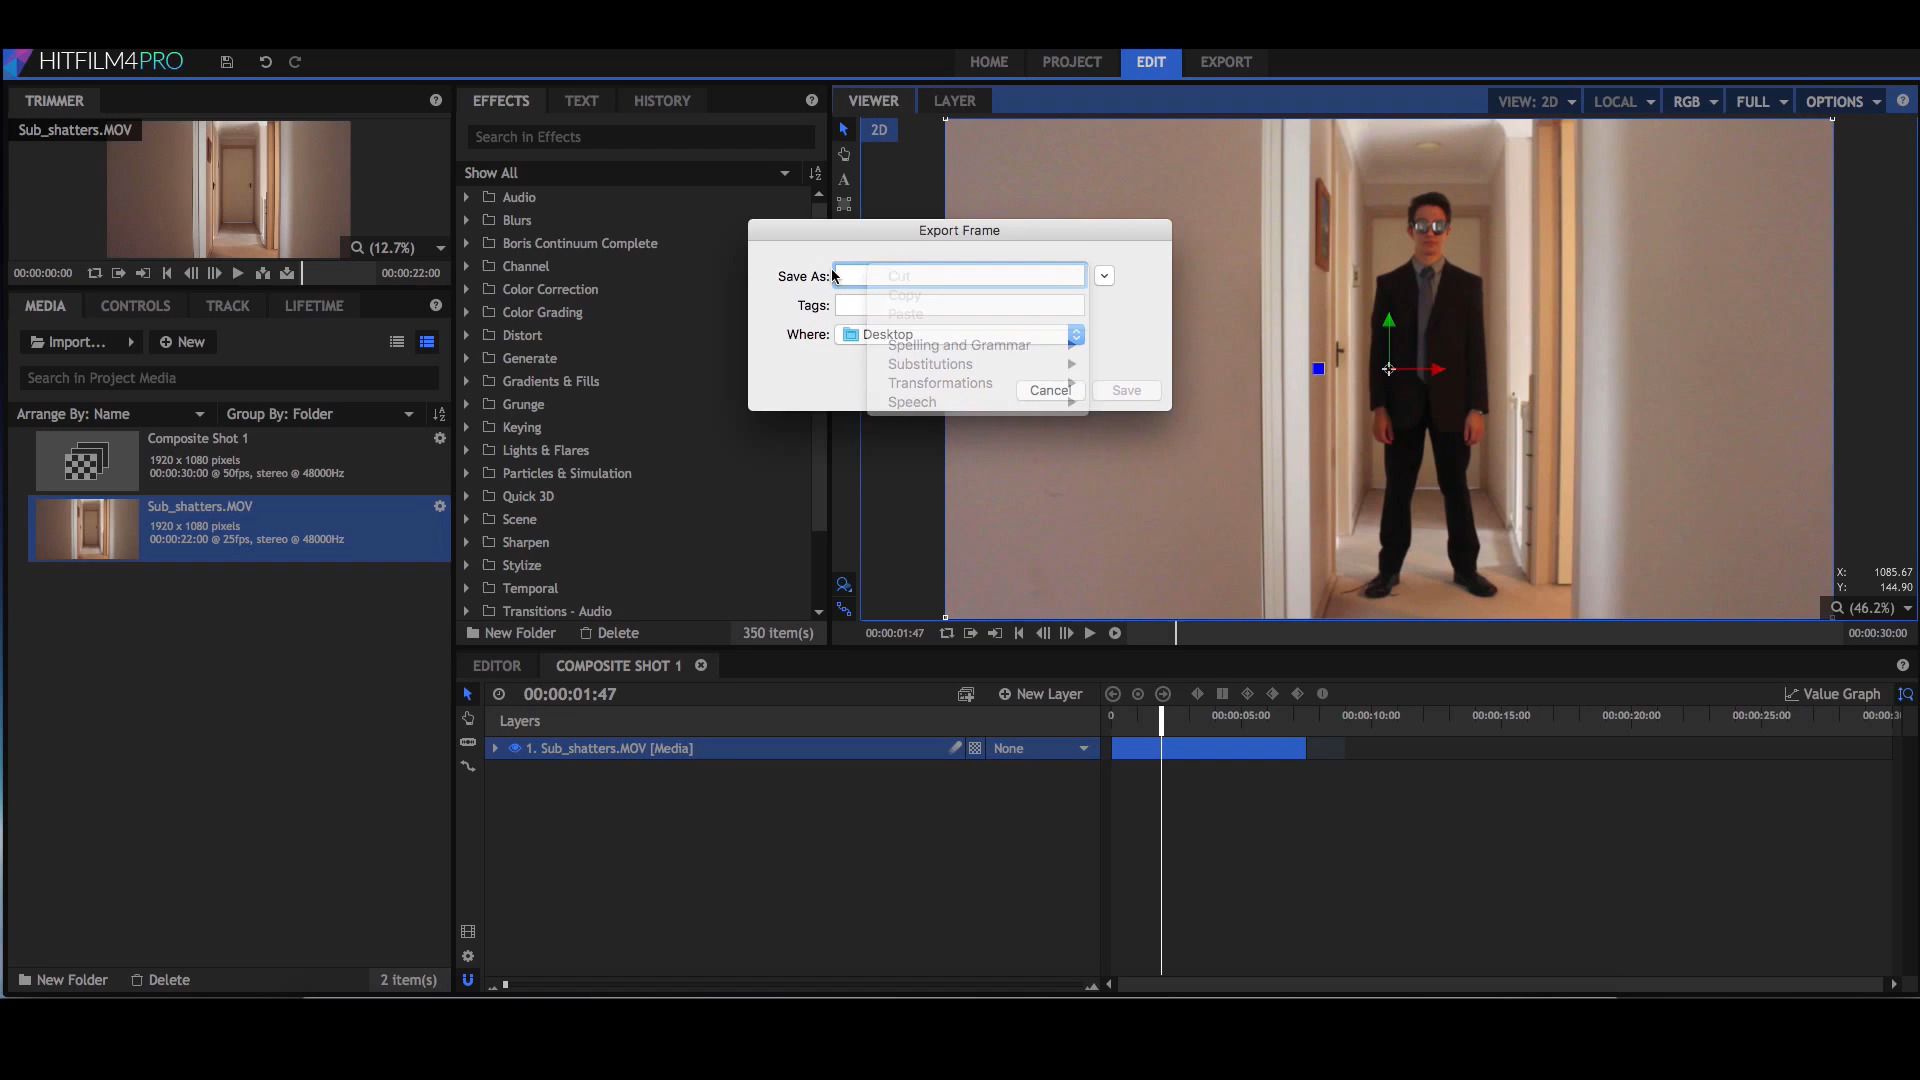 HITFILM4PRO
HOME PROJECT EDIT EXPORT
TRIMMER
Sub_shatters.MOV
(12.7%)
00:00:00:00
00:00:22:00
MEDIA CONTROLS TRACK LIFETIME
Import... New
Search in Project Media
Arrange By: Name Group By: Folder
Composite Shot 1
1920 x 1080 pixels
00:00:30:00 @ 50fps, stereo @ 48000Hz
Sub_shatters.MOV
1920 x 1080 pixels
00:00:22:00 @ 25fps, stereo @ 48000Hz
New Folder Delete 2 item(s)
EFFECTS TEXT HISTORY
Search in Effects
Show All
Audio
Blurs
Boris Continuum Complete
Channel
Color Correction
Color Grading
Distort
Generate
Gradients & Fills
Grunge
Keying
Lights & Flares
Particles & Simulation
Quick 3D
Scene
Sharpen
Stylize
Temporal
Transitions - Audio
New Folder Delete 350 item(s)
VIEWER LAYER VIEW: 2D LOCAL RGB FULL OPTIONS
2D
A
Export Frame
Save As:
Tags:
Where: Desktop
Cancel Save
Cut
Copy
Paste
Spelling and Grammar
Substitutions
Transformations
Speech
X: 1085.67
Y: 144.90
(46.2%)
00:00:01:47
00:00:30:00
EDITOR COMPOSITE SHOT 1
00:00:01:47 New Layer Value Graph
Layers
0 00:00:05:00 00:00:10:00 00:00:15:00 00:00:20:00 00:00:25:00 00:00:3
1. Sub_shatters.MOV [Media] None